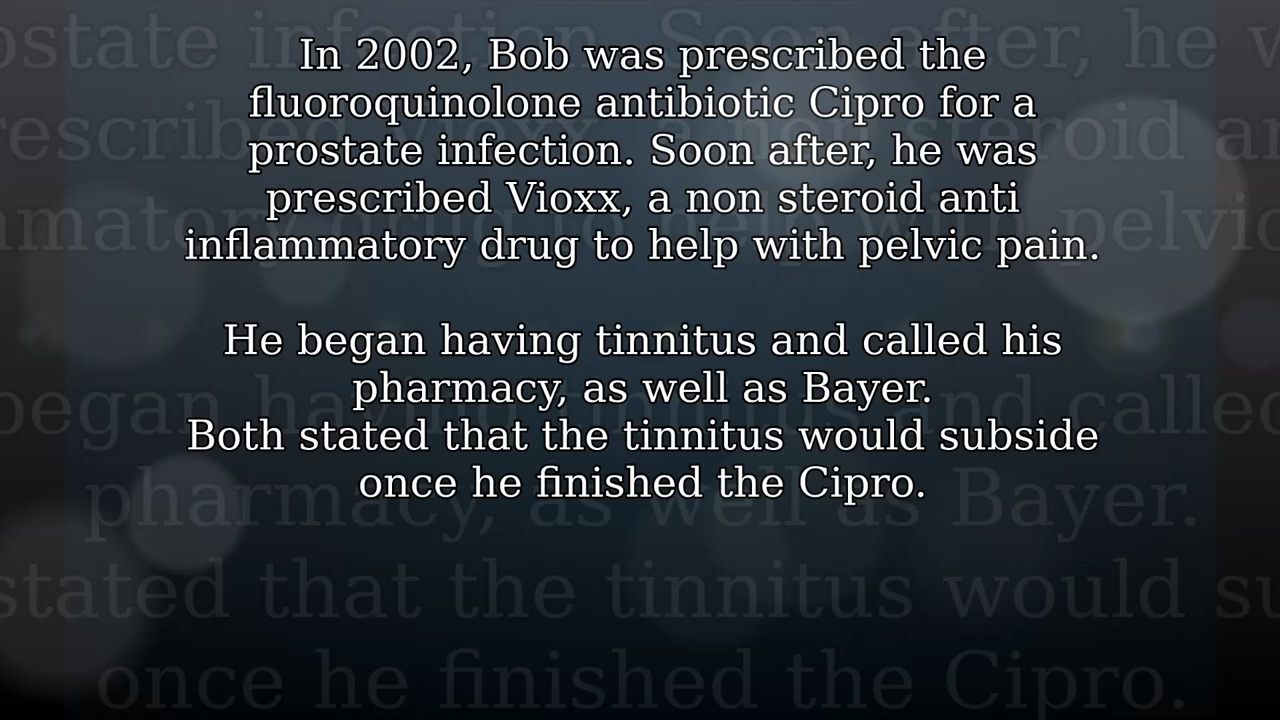 In 2002, Bob was prescribed the
fluoroquinolone antibiotic Cipro for a
prostate infection. Soon after, he was
prescribed Vioxx, a non steroid anti
inflammatory drug to help with pelvic pain.
He began having tinnitus and called his
pharmacy, as well as Bayer.
Both stated that the tinnitus would subside
once he finished the Cipro.